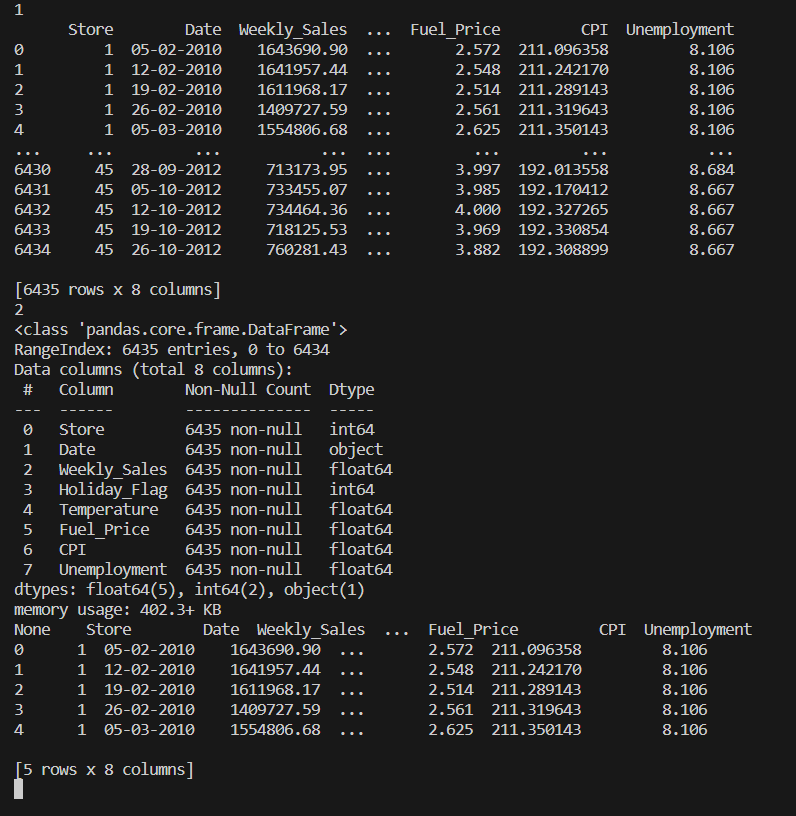 1
      Store        Date  Weekly_Sales  ...  Fuel_Price         CPI  Unemployment
0         1  05-02-2010    1643690.90  ...       2.572  211.096358         8.106
1         1  12-02-2010    1641957.44  ...       2.548  211.242170         8.106
2         1  19-02-2010    1611968.17  ...       2.514  211.289143         8.106
3         1  26-02-2010    1409727.59  ...       2.561  211.319643         8.106
4         1  05-03-2010    1554806.68  ...       2.625  211.350143         8.106
...     ...         ...           ...  ...         ...         ...           ...
6430     45  28-09-2012     713173.95  ...       3.997  192.013558         8.684
6431     45  05-10-2012     733455.07  ...       3.985  192.170412         8.667
6432     45  12-10-2012     734464.36  ...       4.000  192.327265         8.667
6433     45  19-10-2012     718125.53  ...       3.969  192.330854         8.667
6434     45  26-10-2012     760281.43  ...       3.882  192.308899         8.667

[6435 rows x 8 columns]
2
<class 'pandas.core.frame.DataFrame'>
RangeIndex: 6435 entries, 0 to 6434
Data columns (total 8 columns):
 #   Column        Non-Null Count  Dtype
---  ------        --------------  -----
 0   Store         6435 non-null   int64
 1   Date          6435 non-null   object
 2   Weekly_Sales  6435 non-null   float64
 3   Holiday_Flag  6435 non-null   int64
 4   Temperature   6435 non-null   float64
 5   Fuel_Price    6435 non-null   float64
 6   CPI           6435 non-null   float64
 7   Unemployment  6435 non-null   float64
dtypes: float64(5), int64(2), object(1)
memory usage: 402.3+ KB
None    Store        Date  Weekly_Sales  ...  Fuel_Price         CPI  Unemployment
0      1  05-02-2010    1643690.90  ...       2.572  211.096358         8.106
1      1  12-02-2010    1641957.44  ...       2.548  211.242170         8.106
2      1  19-02-2010    1611968.17  ...       2.514  211.289143         8.106
3      1  26-02-2010    1409727.59  ...       2.561  211.319643         8.106
4      1  05-03-2010    1554806.68  ...       2.625  211.350143         8.106

[5 rows x 8 columns]